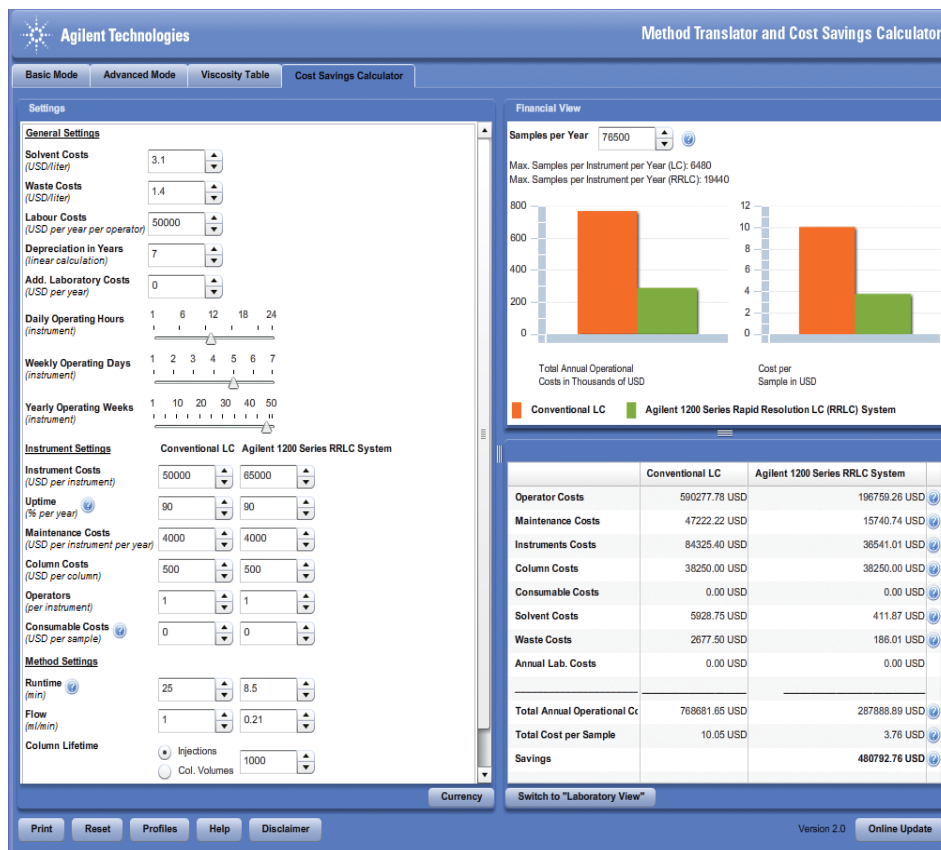 Agilent Technologies
Method Translator and Cost Savings Calculator
Basic Mode Advanced Mode Viscosity Table Cost Savings Calculator
Settings
General Settings
Solvent Costs
(USD/liter)
3.1
Waste Costs
(USD/liter)
1.4
Labour Costs
(USD per year per operator)
50000
Depreciation in Years
(linear calculation)
7
Add. Laboratory Costs
(USD per year)
0
Daily Operating Hours
(instrument)
1 6 12 18 24
Weekly Operating Days
(instrument)
1 2 3 4 5 6 7
Yearly Operating Weeks
(instrument)
1 10 20 30 40 50
Instrument Settings Conventional LC Agilent 1200 Series RRLC System
Instrument Costs
(USD per instrument)
50000 65000
Uptime
(% per year)
90 90
Maintenance Costs
(USD per instrument per year)
4000 4000
Column Costs
(USD per column)
500 500
Operators
(per instrument)
1 1
Consumable Costs
(USD per sample)
0 0
Method Settings
Runtime
(min)
25 8.5
Flow
(ml/min)
1 0.21
Column Lifetime
Injections
Col. Volumes
1000
Currency
Financial View
Samples per Year 76500
Max. Samples per Instrument per Year (LC): 6480
Max. Samples per Instrument per Year (RRLC): 19440
800
600
400
200
0
Total Annual Operational
Costs in Thousands of USD
12
10
8
6
4
2
0
Cost per
Sample in USD
Conventional LC Agilent 1200 Series Rapid Resolution LC (RRLC) System
Conventional LC Agilent 1200 Series RRLC System
Operator Costs 590277.78 USD 196759.26 USD
Maintenance Costs 47222.22 USD 15740.74 USD
Instruments Costs 84325.40 USD 36541.01 USD
Column Costs 38250.00 USD 38250.00 USD
Consumable Costs 0.00 USD 0.00 USD
Solvent Costs 5928.75 USD 411.87 USD
Waste Costs 2677.50 USD 186.01 USD
Annual Lab. Costs 0.00 USD 0.00 USD
Total Annual Operational Cc 768681.65 USD 287888.89 USD
Total Cost per Sample 10.05 USD 3.76 USD
Savings 480792.76 USD
Switch to "Laboratory View"
Print Reset Profiles Help Disclaimer
Version 2.0 Online Update